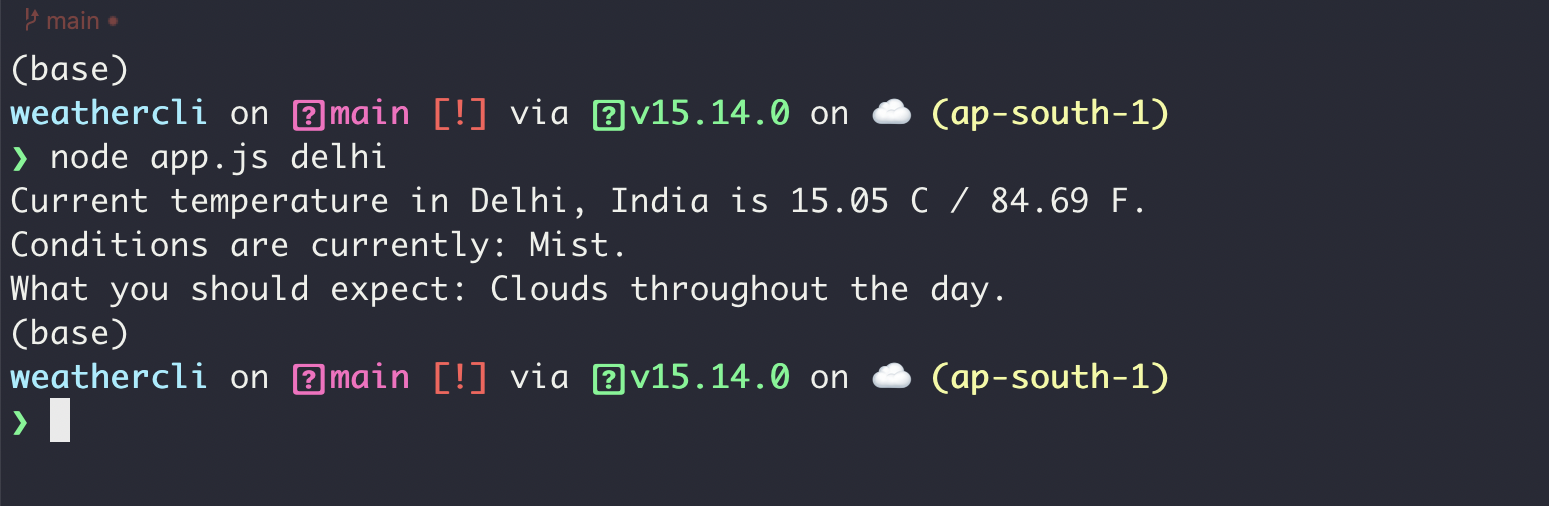 main
(base)
weathercli on ?main [!] via ?v15.14.0 on ☁️ (ap-south-1)
❯ node app.js delhi
Current temperature in Delhi, India is 15.05 C / 84.69 F.
Conditions are currently: Mist.
What you should expect: Clouds throughout the day.
(base)
weathercli on ?main [!] via ?v15.14.0 on ☁️ (ap-south-1)
❯